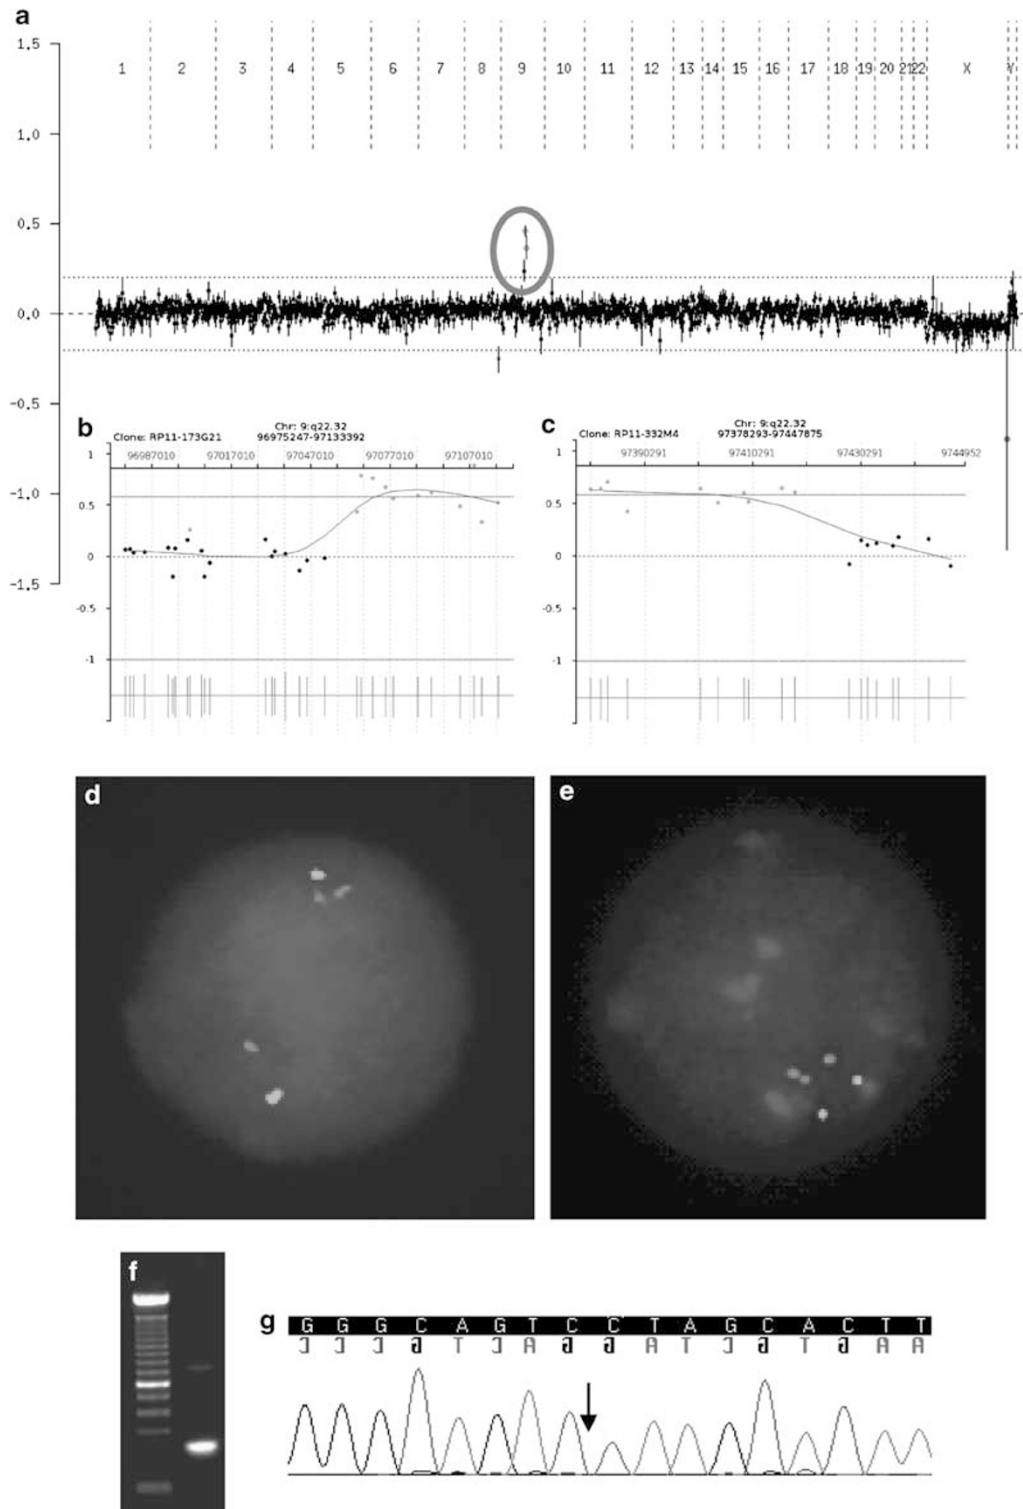 a
1.5
1 2 3 4 5 6 7 8 9 10 11 12 13 14 15 16 17 18 19 20 21 22 X Y
1.0
0.5
0.0
-0.5
-1.0
-1.5
b
Chr: 9:q22.32
Clone: RP11-173G21 96975247-97133392
96987010 97017010 97047010 97077010 97107010
1
0.5
0
-0.5
-1
c
Chr: 9:q22.32
Clone: RP11-332M4 97378293-97447875
97390291 97410291 97430291 9744952
1
0.5
0
-0.5
-1
d
e
f
g
G G G C A G T C C T A G C A C T T
C C C G T C A G G A T C G T G A A